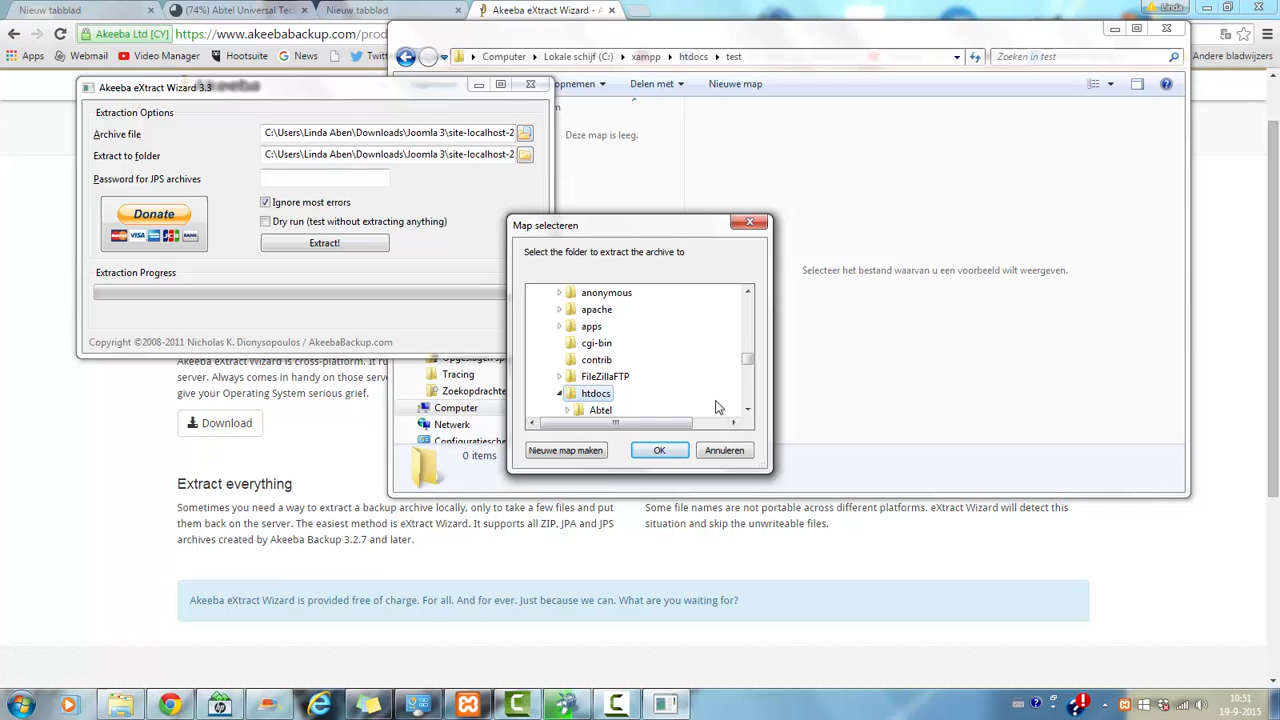 Nieuw tabblad
(74%) Abtel Universal Te
Nieuw tabblad
Akeeba eXtract Wizard - A
Linda
Akeeba Ltd [CY]
https://www.akeebabackup.com/prod
Apps
Webmail
Video Manager
Hootsuite
News
Twitt
Andere bladwijzers
Computer
Lokale schijf (C:)
xampp
htdocs
test
Zoeken in test
opnemen
Delen met
Nieuwe map
Deze map is leeg.
Selecteer het bestand waarvan u een voorbeeld wilt weergeven.
Akeeba eXtract Wizard 3.3
Akeeba
Extraction Options
Archive file
C:\Users\Linda Aben\Downloads\Joomla 3\site-localhost-2
Extract to folder
C:\Users\Linda Aben\Downloads\Joomla 3\site-localhost-2
Password for JPS archives
Donate
Ignore most errors
Dry run (test without extracting anything)
Extract!
Extraction Progress
Copyright ©2008-2011 Nicholas K. Dionysopoulos / AkeebaBackup.com
Map selecteren
Select the folder to extract the archive to
anonymous
apache
apps
cgi-bin
contrib
FileZillaFTP
htdocs
Abtel
Nieuwe map maken
OK
Annuleren
Tracing
Zoekopdrachte
Computer
Netwerk
Configuratiesche
0 items
Akeeba eXtract Wizard is cross-platform. It ru
Server. Always comes in handy on those serve
give your Operating System serious grief.
Download
Extract everything
Sometimes you need a way to extract a backup archive locally, only to take a few files and put
them back on the server. The easiest method is eXtract Wizard. It supports all ZIP, JPA and JPS
archives created by Akeeba Backup 3.2.7 and later.
Some file names are not portable across different platforms. eXtract Wizard will detect this
situation and skip the unwriteable files.
Akeeba eXtract Wizard is provided free of charge. For all. And for ever. Just because we can. What are you waiting for?
10:51
19-9-2015